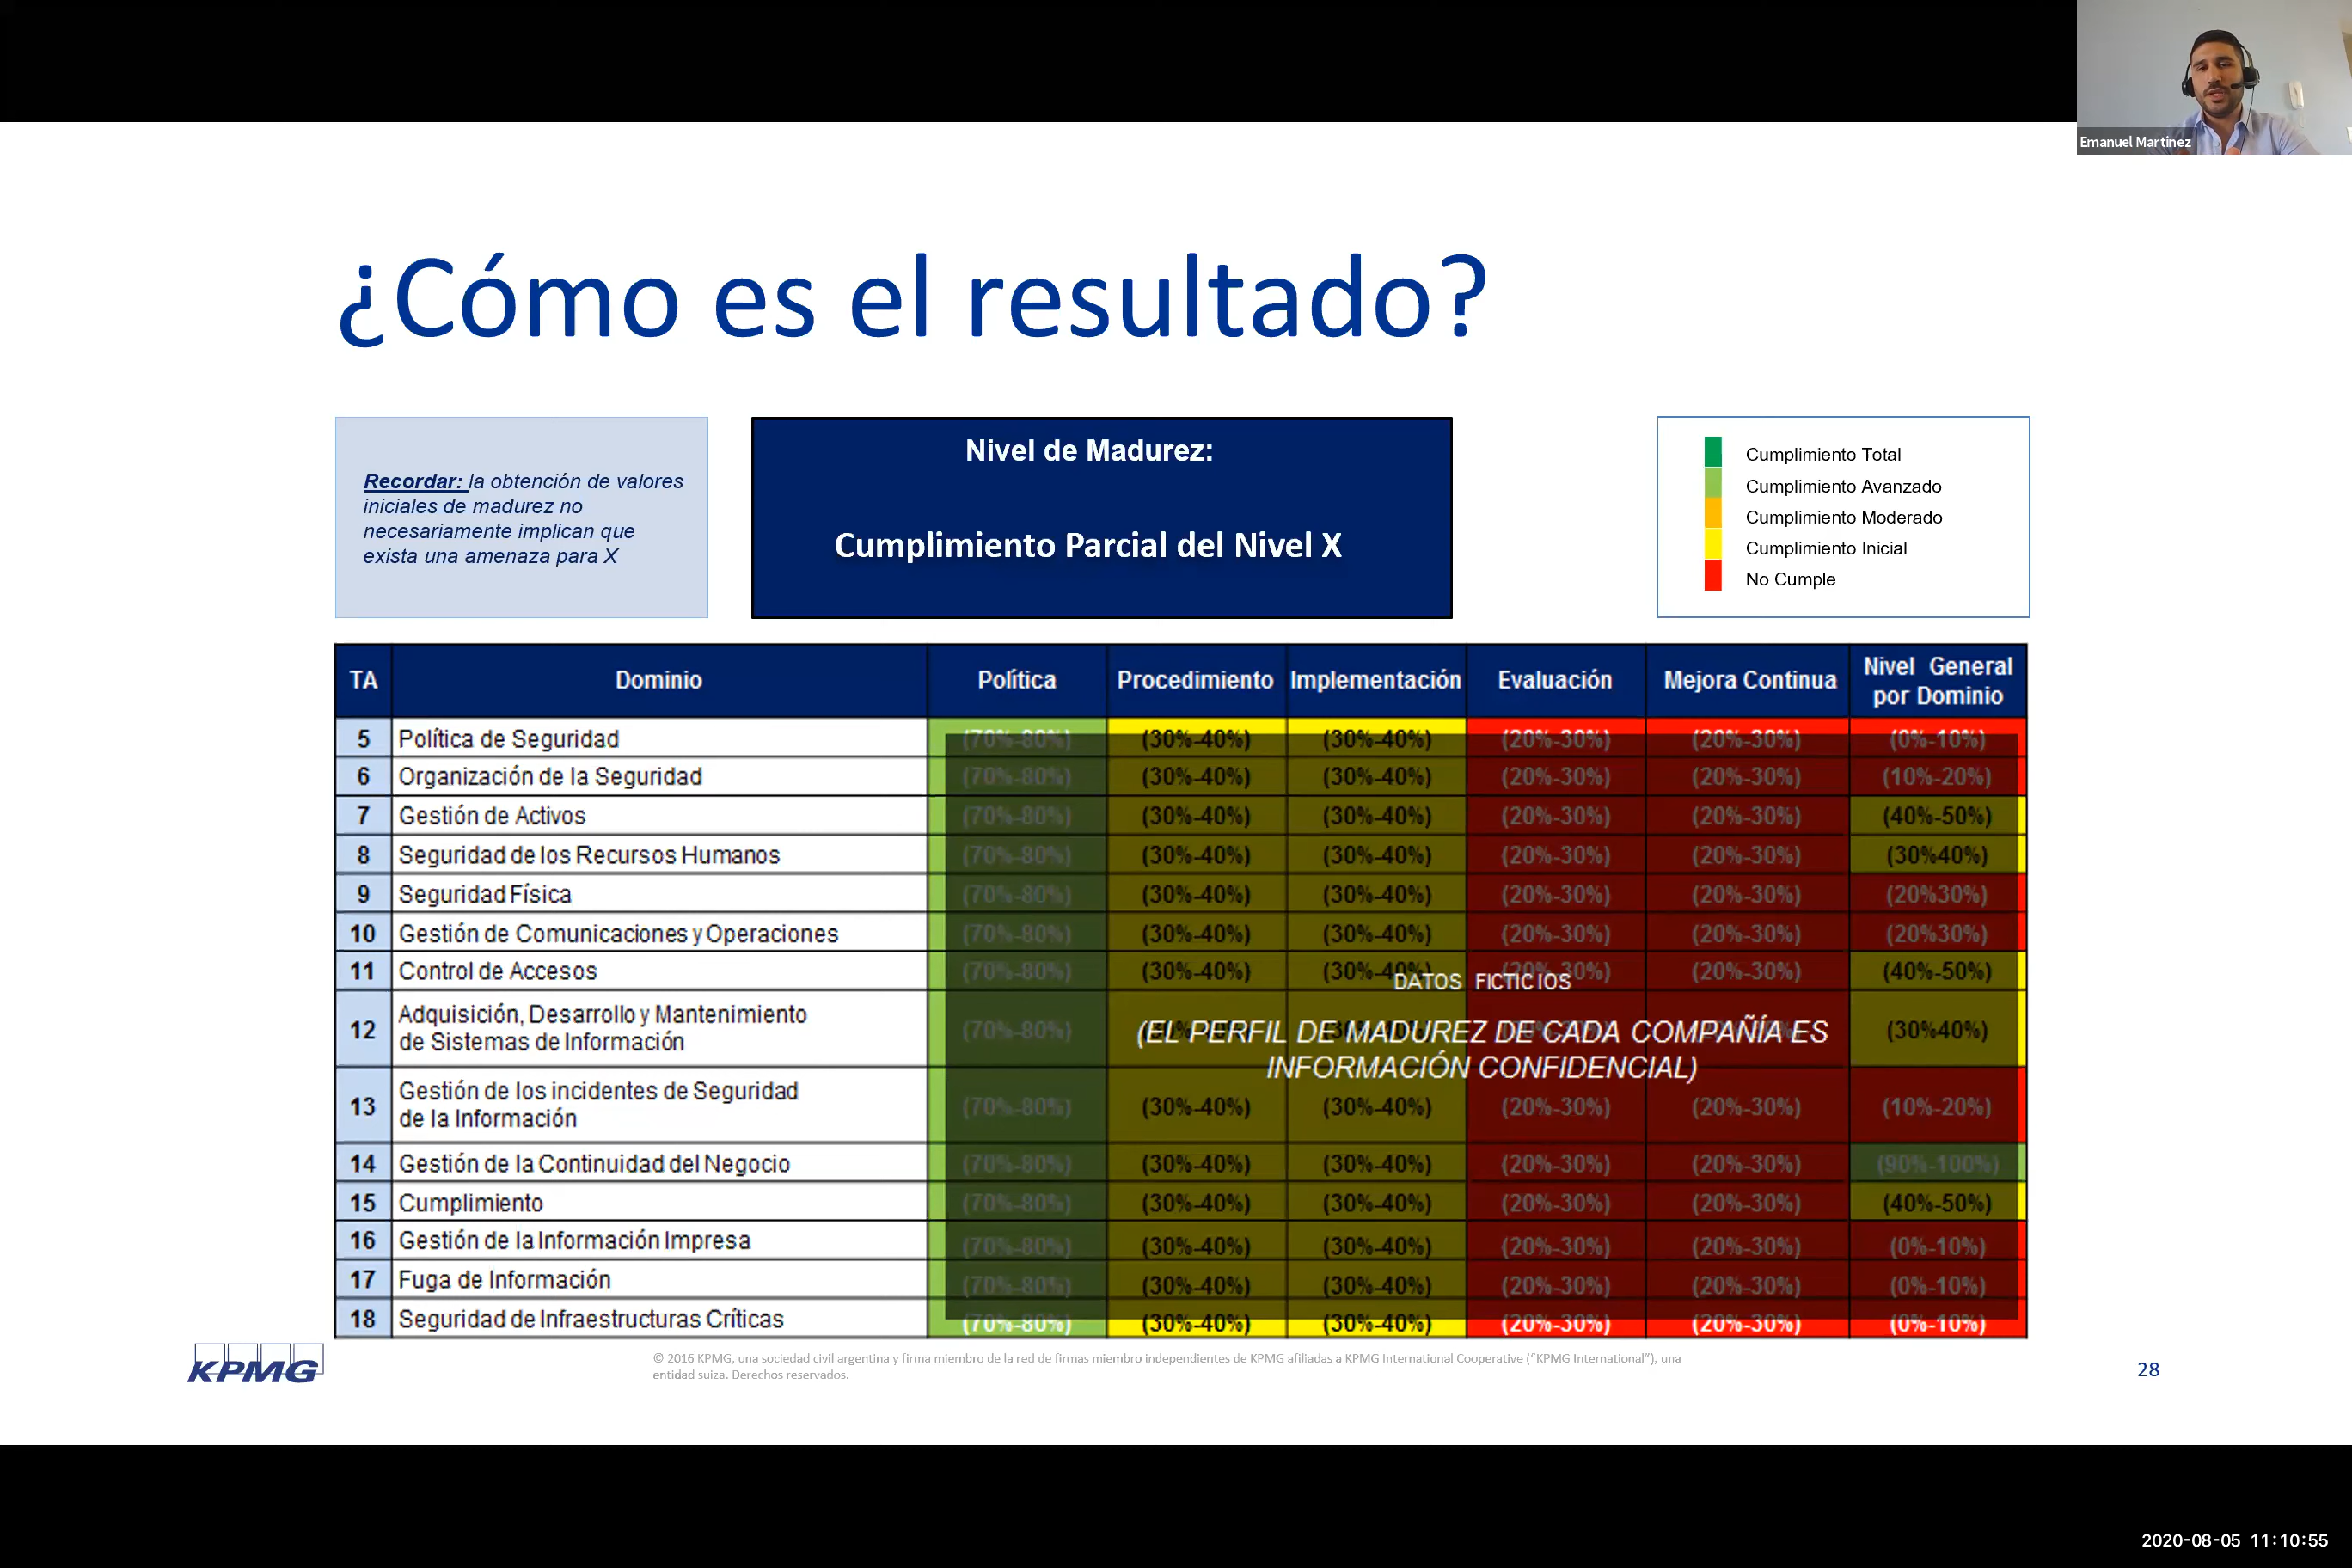 Emanuel Martinez
¿Cómo es el resultado?
Recordar: la obtención de valores
iniciales de madurez no
necesariamente implican que
exista una amenaza para X
Nivel de Madurez:
Cumplimiento Parcial del Nivel X
Cumplimiento Total
Cumplimiento Avanzado
Cumplimiento Moderado
Cumplimiento Inicial
No Cumple
TA Dominio Política Procedimiento Implementación Evaluación Mejora Continua Nivel General por Dominio
5 Política de Seguridad (70%-80%) (30%-40%) (30%-40%) (20%-30%) (20%-30%) (0%-10%)
6 Organización de la Seguridad (70%-80%) (30%-40%) (30%-40%) (20%-30%) (20%-30%) (10%-20%)
7 Gestión de Activos (70%-80%) (30%-40%) (30%-40%) (20%-30%) (20%-30%) (40%-50%)
8 Seguridad de los Recursos Humanos (70%-80%) (30%-40%) (30%-40%) (20%-30%) (20%-30%) (30%40%)
9 Seguridad Física (70%-80%) (30%-40%) (30%-40%) (20%-30%) (20%-30%) (20%30%)
10 Gestión de Comunicaciones y Operaciones (70%-80%) (30%-40%) (30%-40%) (20%-30%) (20%-30%) (20%30%)
11 Control de Accesos (70%-80%) (30%-40%) (30%-40%) (20%-30%) (20%-30%) (40%-50%)
DATOS FICTICIOS
12 Adquisición, Desarrollo y Mantenimiento
de Sistemas de Información (70%-80%) (30%40%)
(EL PERFIL DE MADUREZ DE CADA COMPAÑÍA ES
INFORMACIÓN CONFIDENCIAL)
13 Gestión de los incidentes de Seguridad
de la Información (70%-80%) (30%-40%) (30%-40%) (20%-30%) (20%-30%) (10%-20%)
14 Gestión de la Continuidad del Negocio (70%-80%) (30%-40%) (30%-40%) (20%-30%) (20%-30%) (90%-100%)
15 Cumplimiento (70%-80%) (30%-40%) (30%-40%) (20%-30%) (20%-30%) (40%-50%)
16 Gestión de la Información Impresa (70%-80%) (30%-40%) (30%-40%) (20%-30%) (20%-30%) (0%-10%)
17 Fuga de Información (70%-80%) (30%-40%) (30%-40%) (20%-30%) (20%-30%) (0%-10%)
18 Seguridad de Infraestructuras Críticas (70%-80%) (30%-40%) (30%-40%) (20%-30%) (20%-30%) (0%-10%)
KPMG
© 2016 KPMG, una sociedad civil argentina y firma miembro de la red de firmas miembro independientes de KPMG afiliadas a KPMG International Cooperative ("KPMG International"), una
entidad suiza. Derechos reservados.
28
2020-08-05 11:10:55